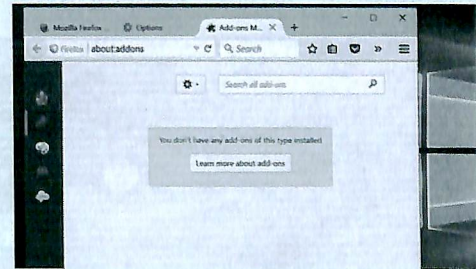 Mozilla Firefox Options Add-ons M... × +
Firefox about:addons Search
Search all add-ons
You don't have any add-ons of this type installed
Learn more about add-ons